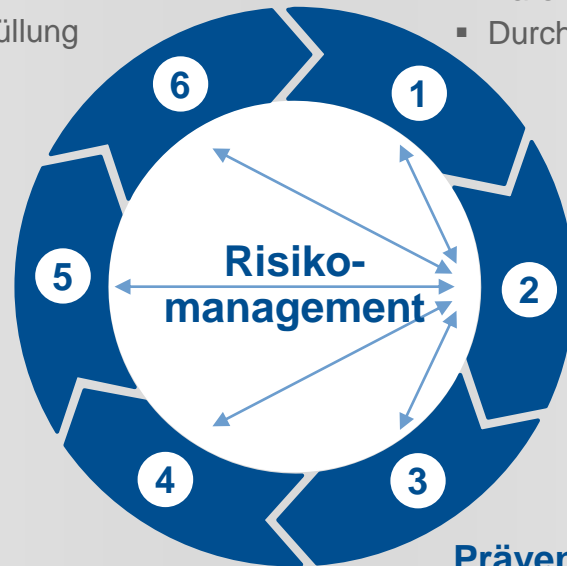 üllung
▪ Durch
6
1
5
Risiko-
management
2
4
3
Präven